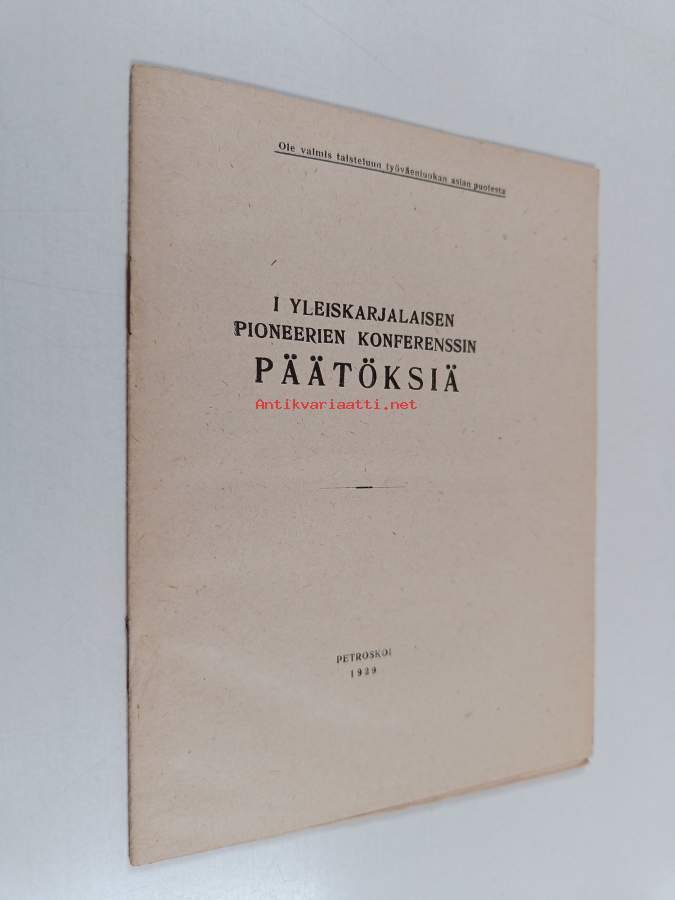 Ole valmis taisteluun työväenluokan asian puolesta
I YLEISKARJALAISEN
PIONEERIEN KONFERENSSIN
PÄÄTÖKSIÄ
Antikvariaatti.net
PETROSKOI
1929